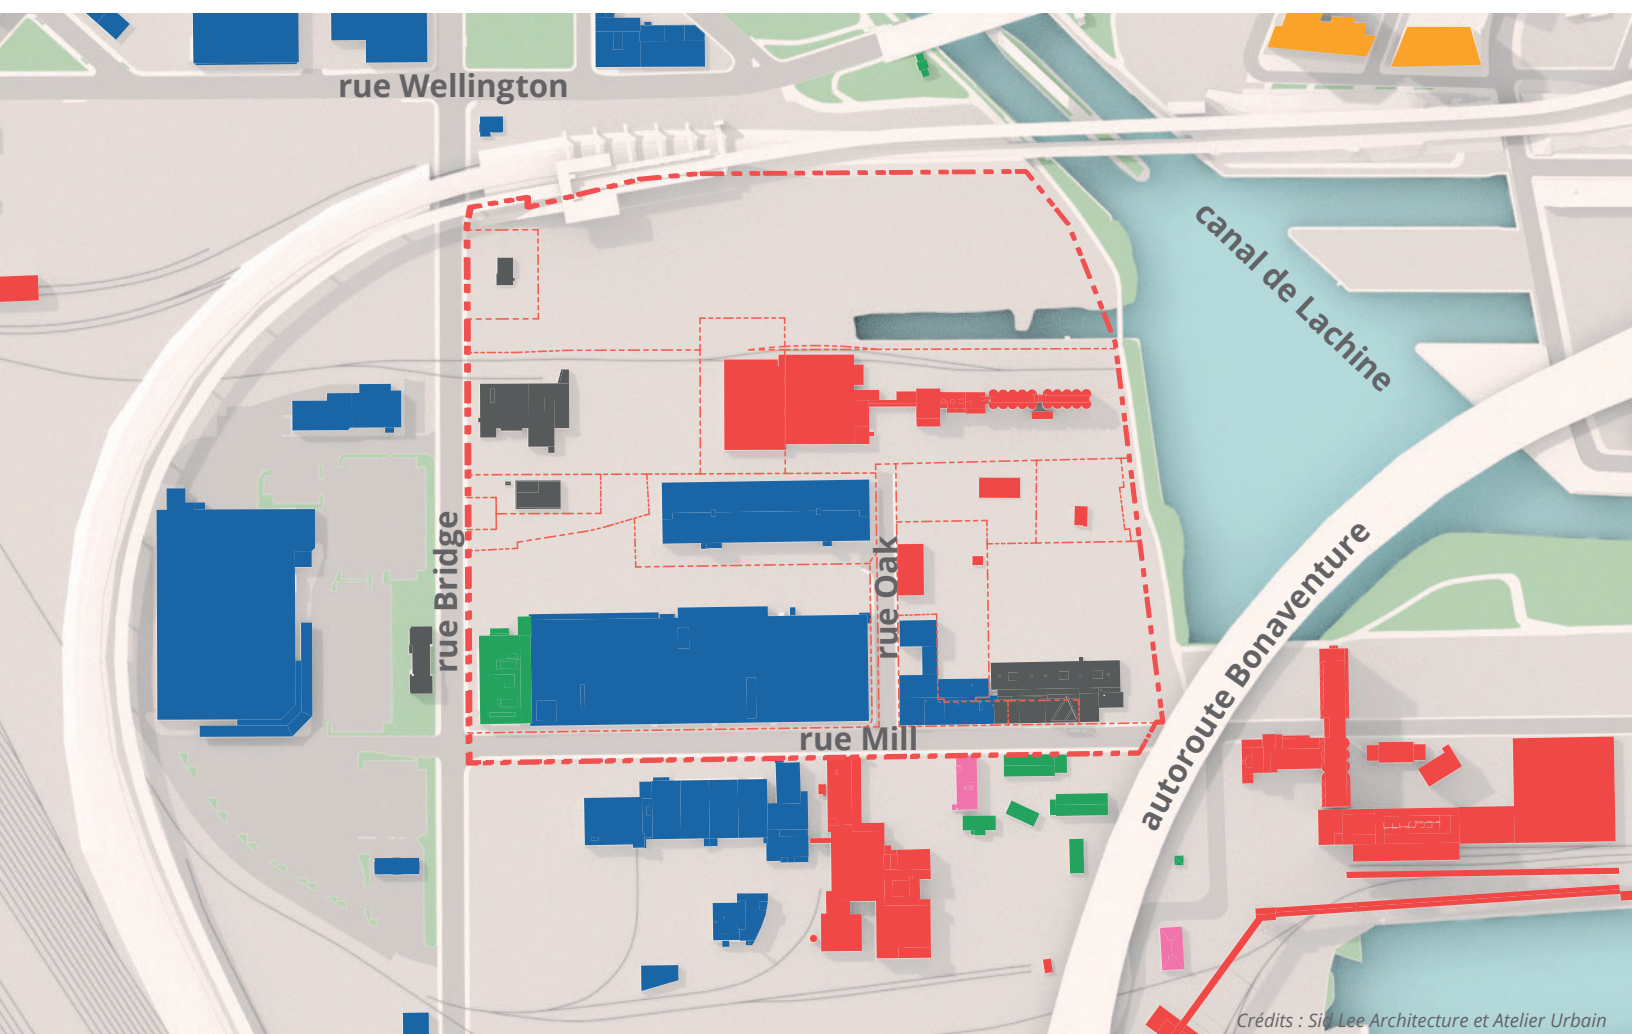 rue Wellington
canal de Lachine
rue Bridge
rue Oak
autoroute Bonaventure
rue Mill
Crédits : Sid Lee Architecture et Atelier Urbain